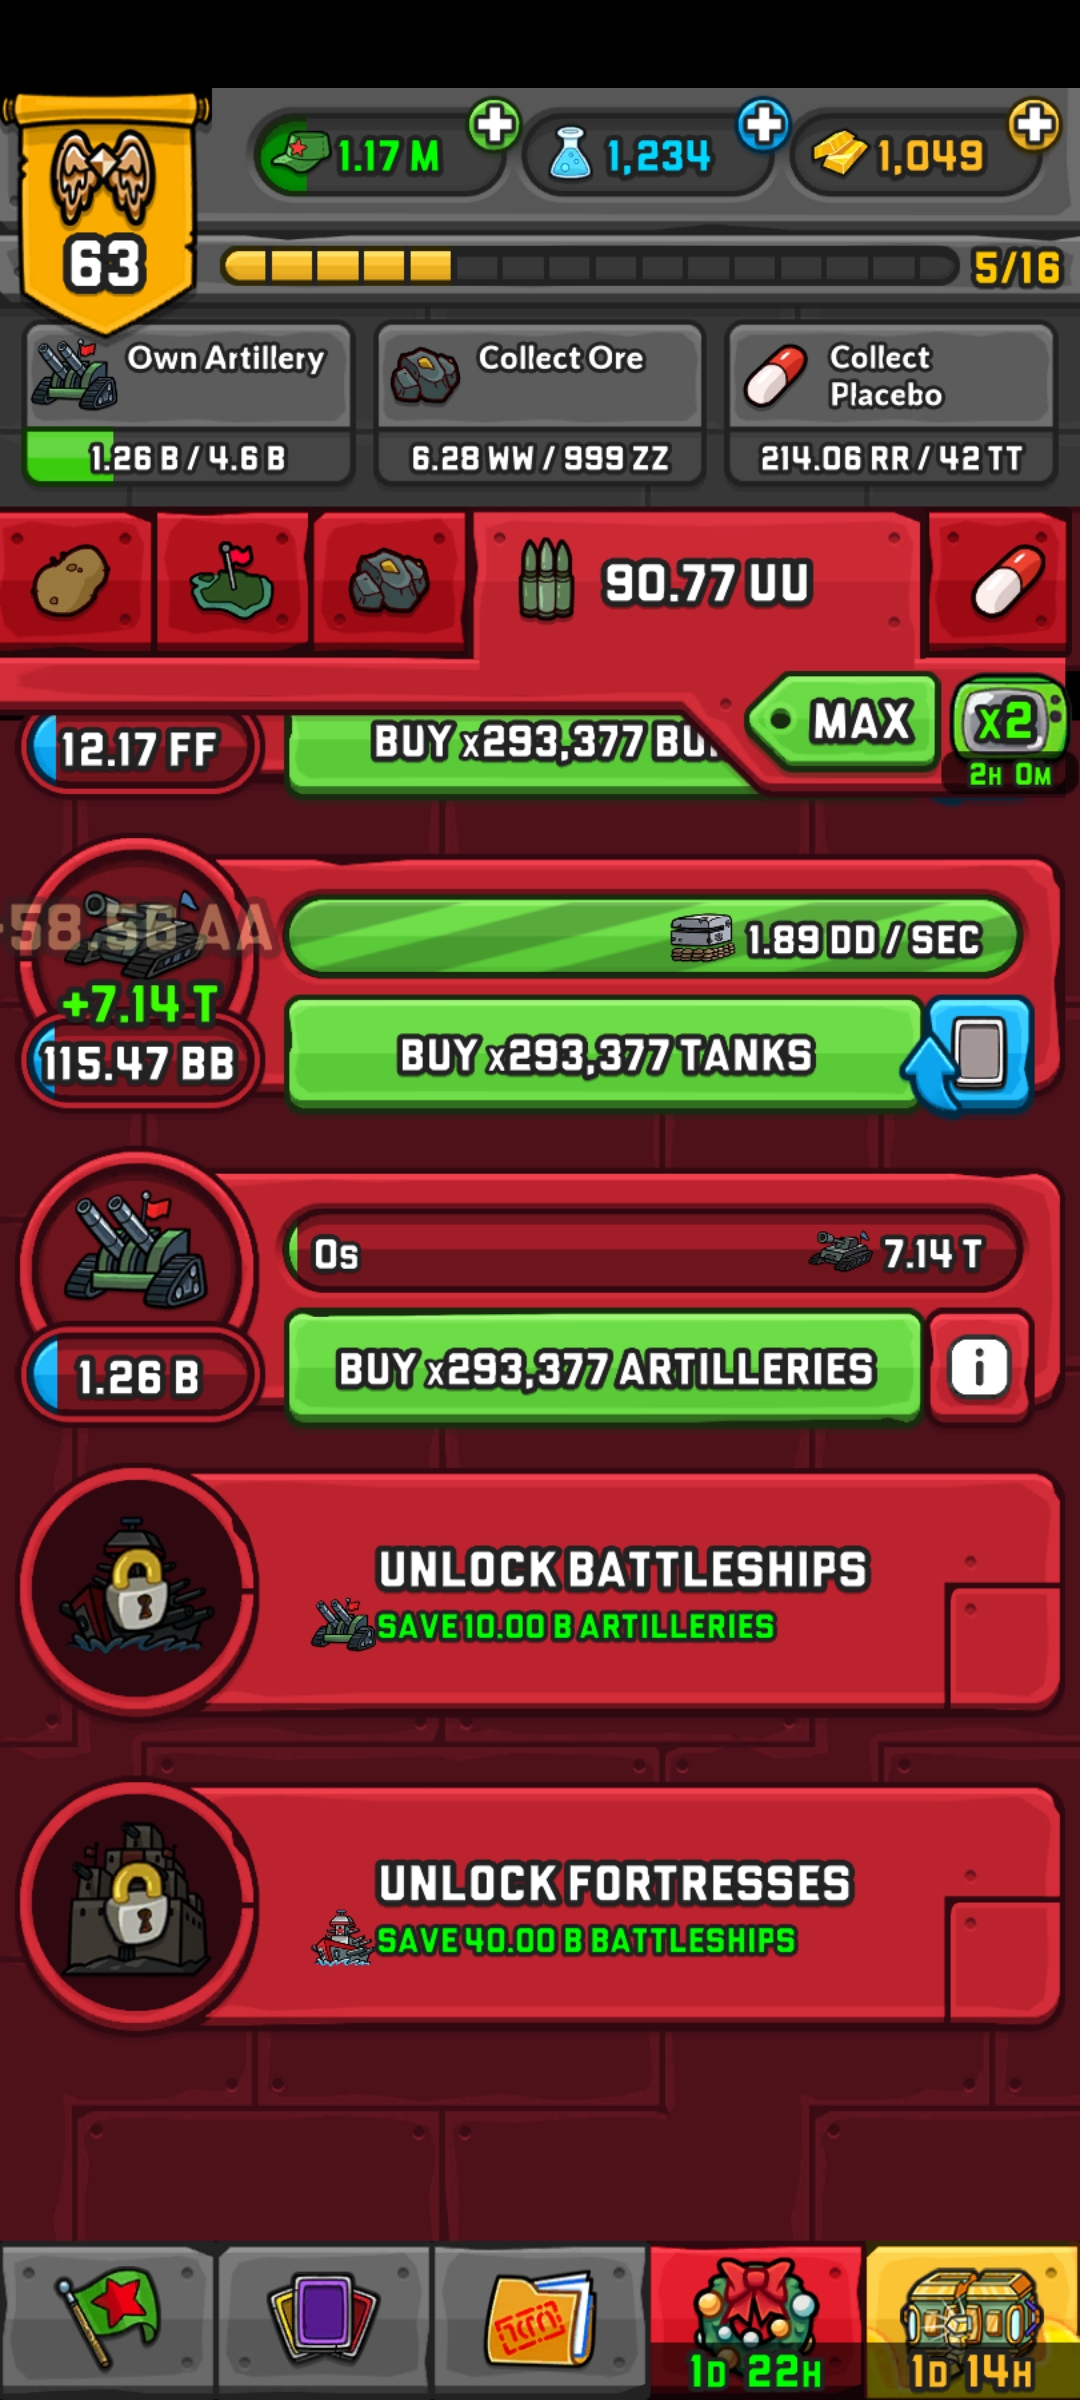 1.17 M
1,234
1,049
63
5/16
Own Artillery
1.26 B / 4.6 B
Collect Ore
6.28 WW / 999 ZZ
Collect
Placebo
214.06 RR / 42 TT
90.77 UU
MAX
x2
2H 0M
12.17 FF
BUY x293,377
-58.56 AA
+7.14 T
115.47 BB
1.89 DD / SEC
BUY x293,377 TANKS
0s
7.14 T
1.26 B
BUY x293,377 ARTILLERIES
i
UNLOCK BATTLESHIPS
SAVE 10.00 B ARTILLERIES
UNLOCK FORTRESSES
SAVE 40.00 B BATTLESHIPS
1D 22H
1D 14H